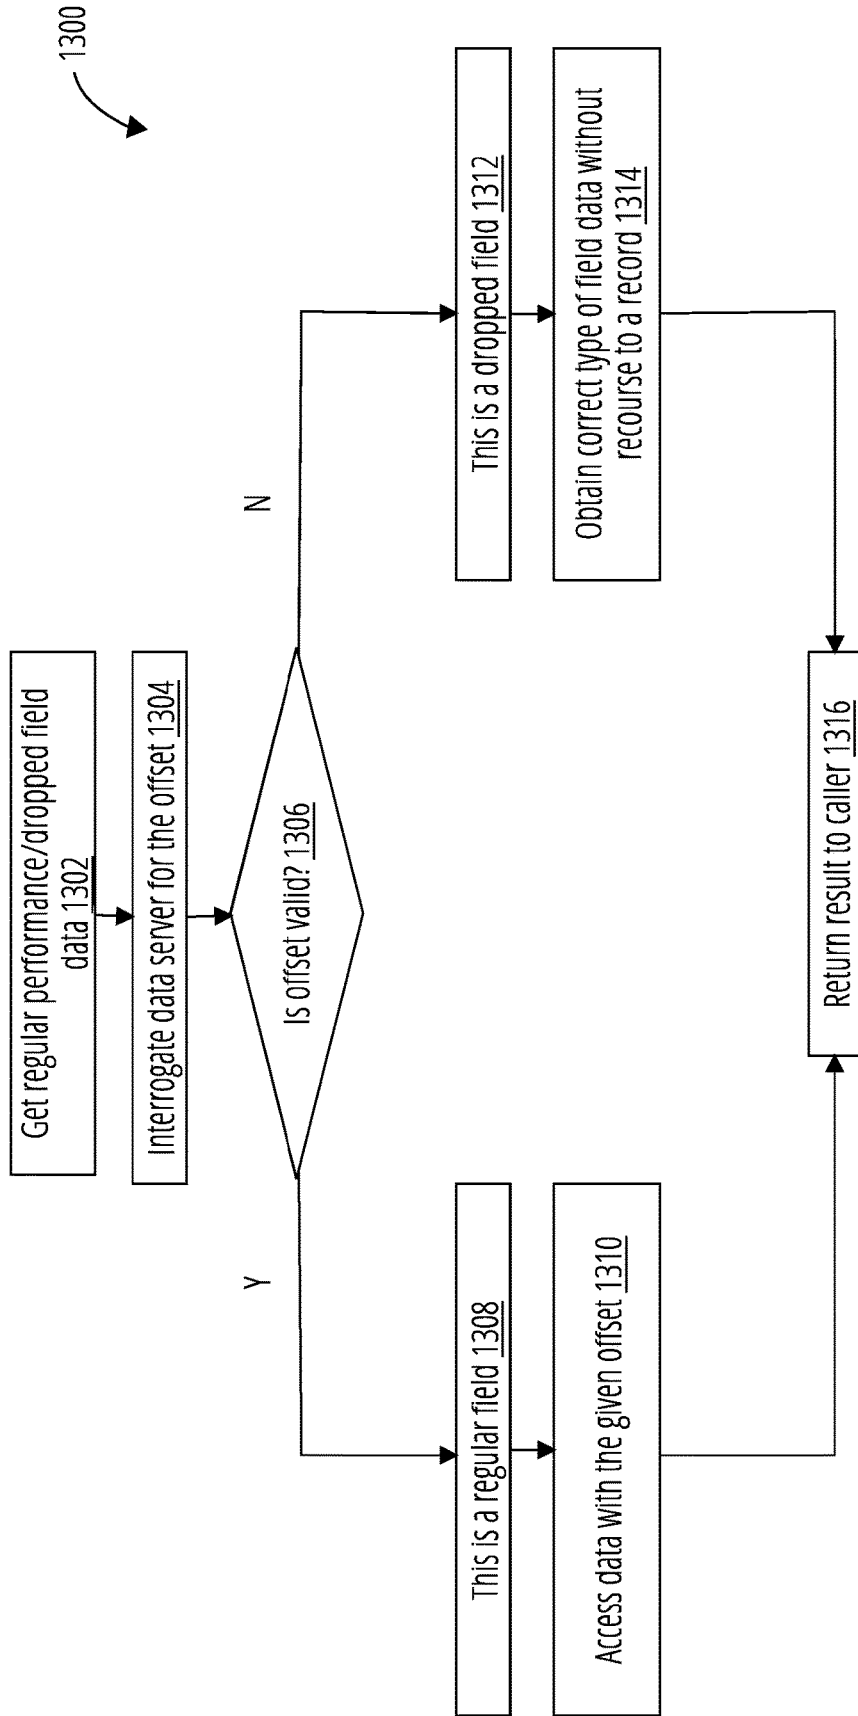 1300
Get regular performance/dropped field
data 1302
Interrogate data server for the offset 1304
Is offset valid? 1306
Y
N
This is a regular field 1308
Access data with the given offset 1310
This is a dropped field 1312
Obtain correct type of field data without
recourse to a record 1314
Return result to caller 1316